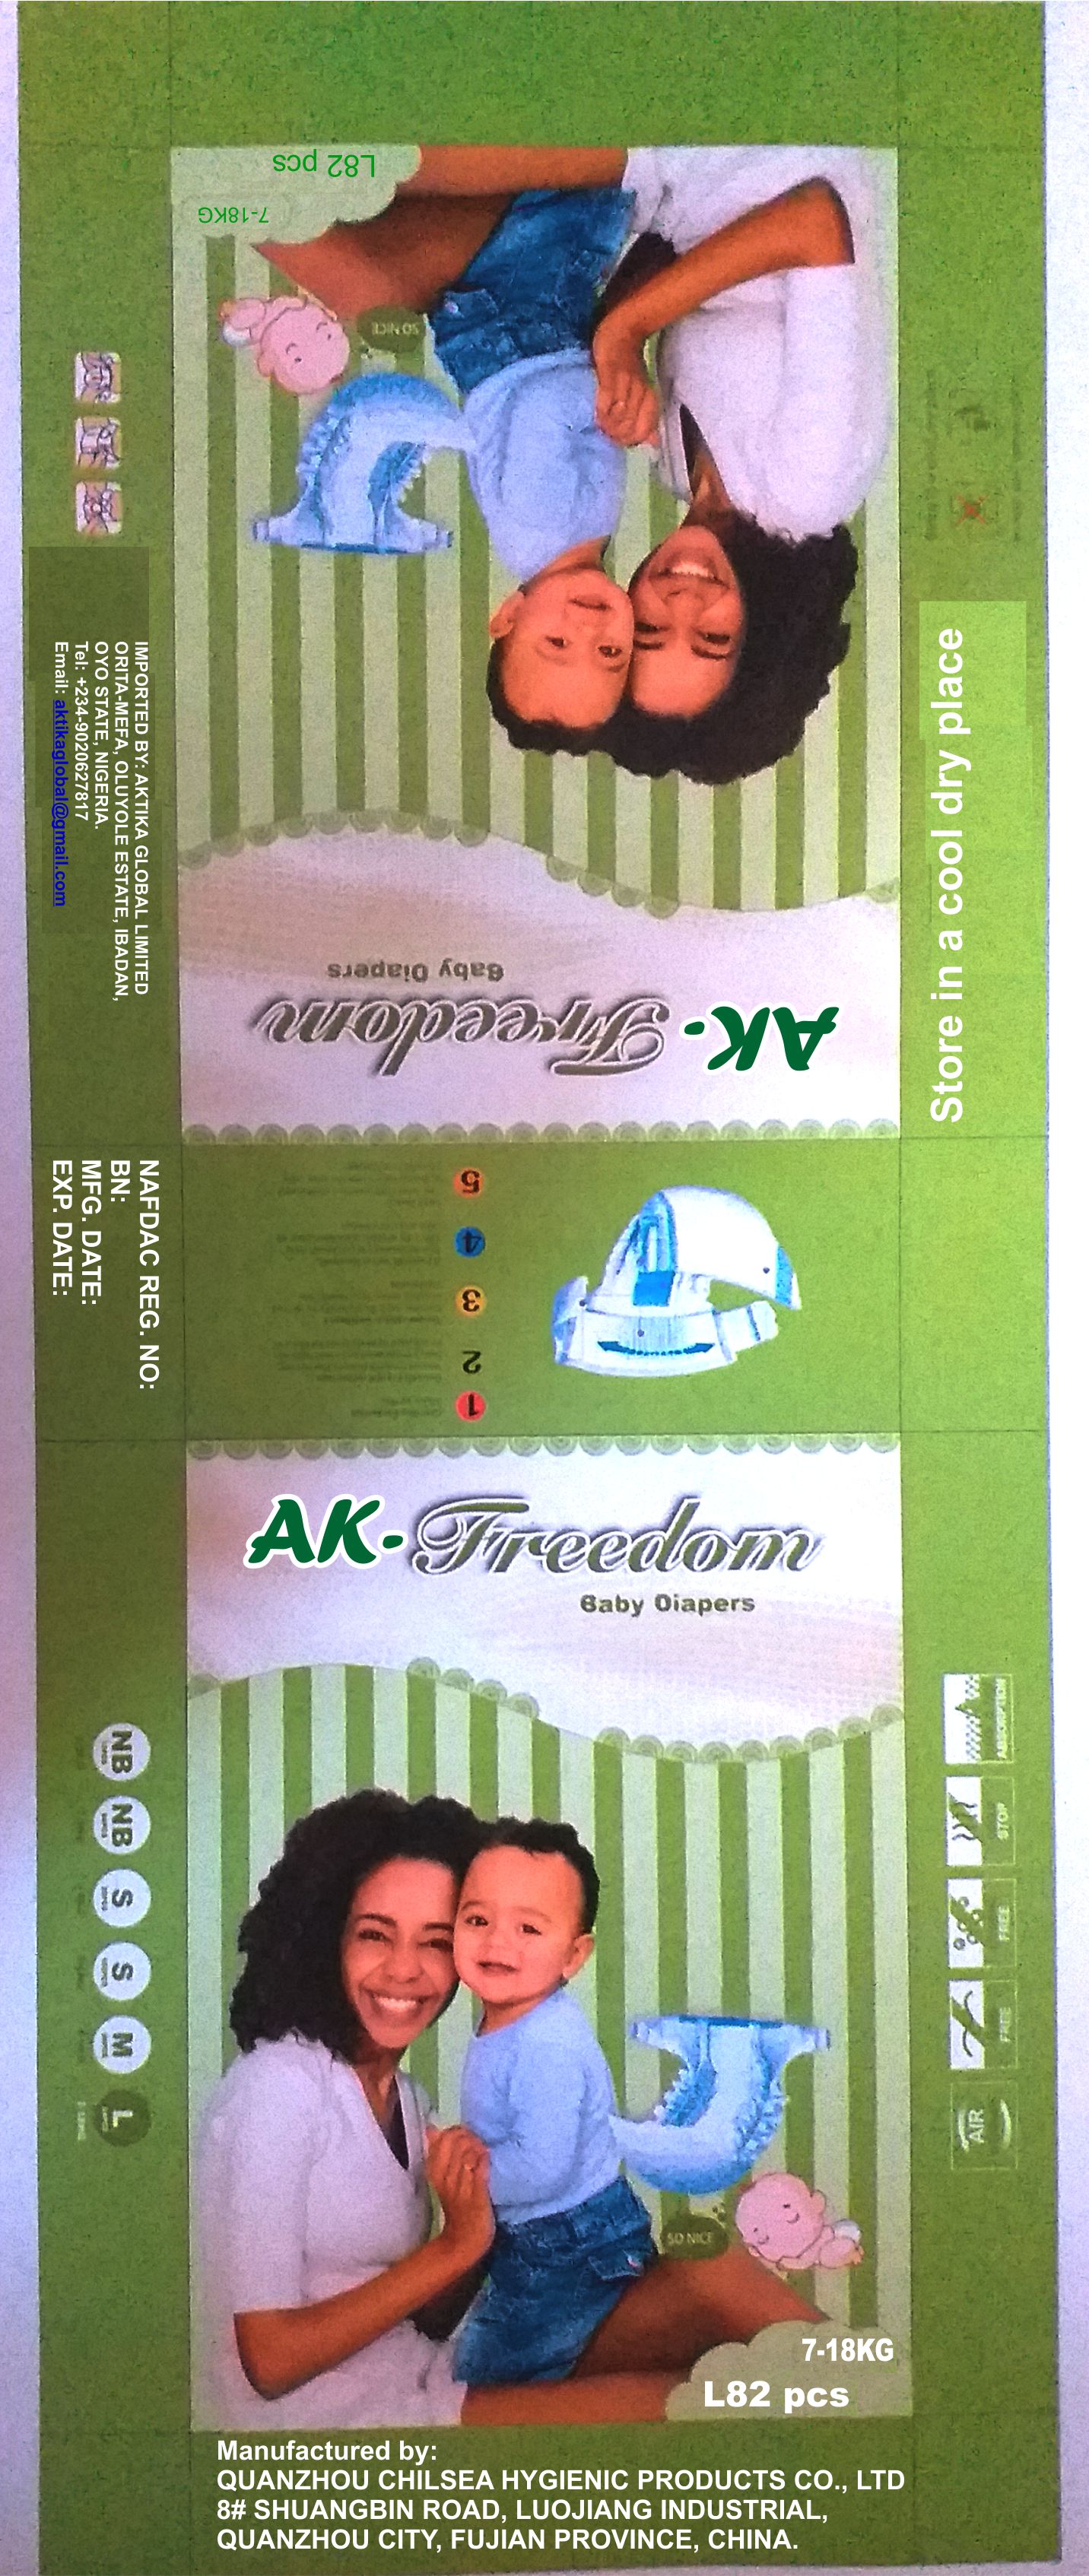 L82 pcs
7-18KG
SO NICE
IMPORTED BY: AKTIKA GLOBAL LIMITED
ORITA-MEFA, OLUYOLE ESTATE, IBADAN,
OYO STATE, NIGERIA.
Tel: +234-9020627817
Email: aktikaglobal@gmail.com
Store in a cool dry place
Baby Diapers
AK-Freedom
NAFDAC REG. NO:
BN:
MFG. DATE:
EXP. DATE:
5
4
3
2
1
AK-Freedom
Baby Diapers
NB
NB
S
S
M
L
ABSORPTION
STOP
FREE
FREE
AIR
SO NICE
7-18KG
L82 pcs
Manufactured by:
QUANZHOU CHILSEA HYGIENIC PRODUCTS CO., LTD
8# SHUANGBIN ROAD, LUOJIANG INDUSTRIAL,
QUANZHOU CITY, FUJIAN PROVINCE, CHINA.